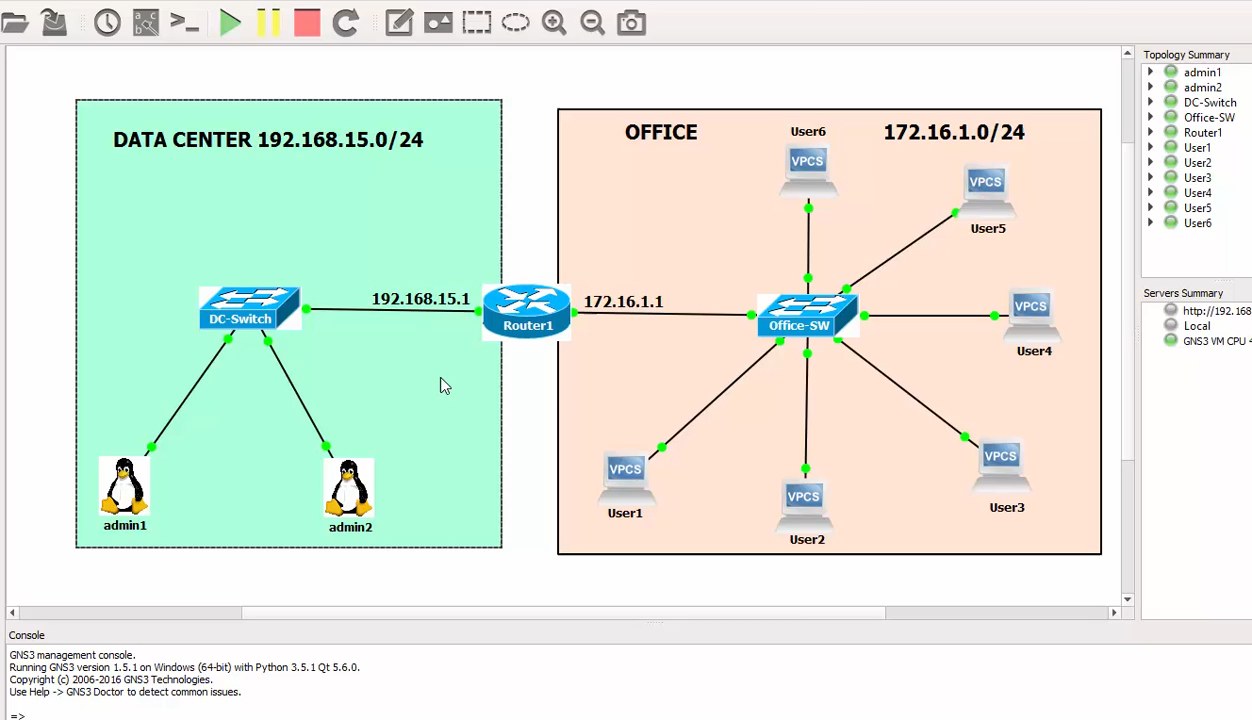 DATA CENTER 192.168.15.0/24
OFFICE
172.16.1.0/24
User6
VPCS
VPCS
User5
192.168.15.1
172.16.1.1
DC-Switch
Router1
Office-SW
VPCS
User4
VPCS
User1
VPCS
User2
VPCS
User3
admin1
admin2
Topology Summary
admin1
admin2
DC-Switch
Office-SW
Router1
User1
User2
User3
User4
User5
User6
Servers Summary
http://192.168
Local
GNS3 VM CPU 4
Console
GNS3 management console.
Running GNS3 version 1.5.1 on Windows (64-bit) with Python 3.5.1 Qt 5.6.0.
Copyright (c) 2006-2016 GNS3 Technologies.
Use Help -> GNS3 Doctor to detect common issues.
=>